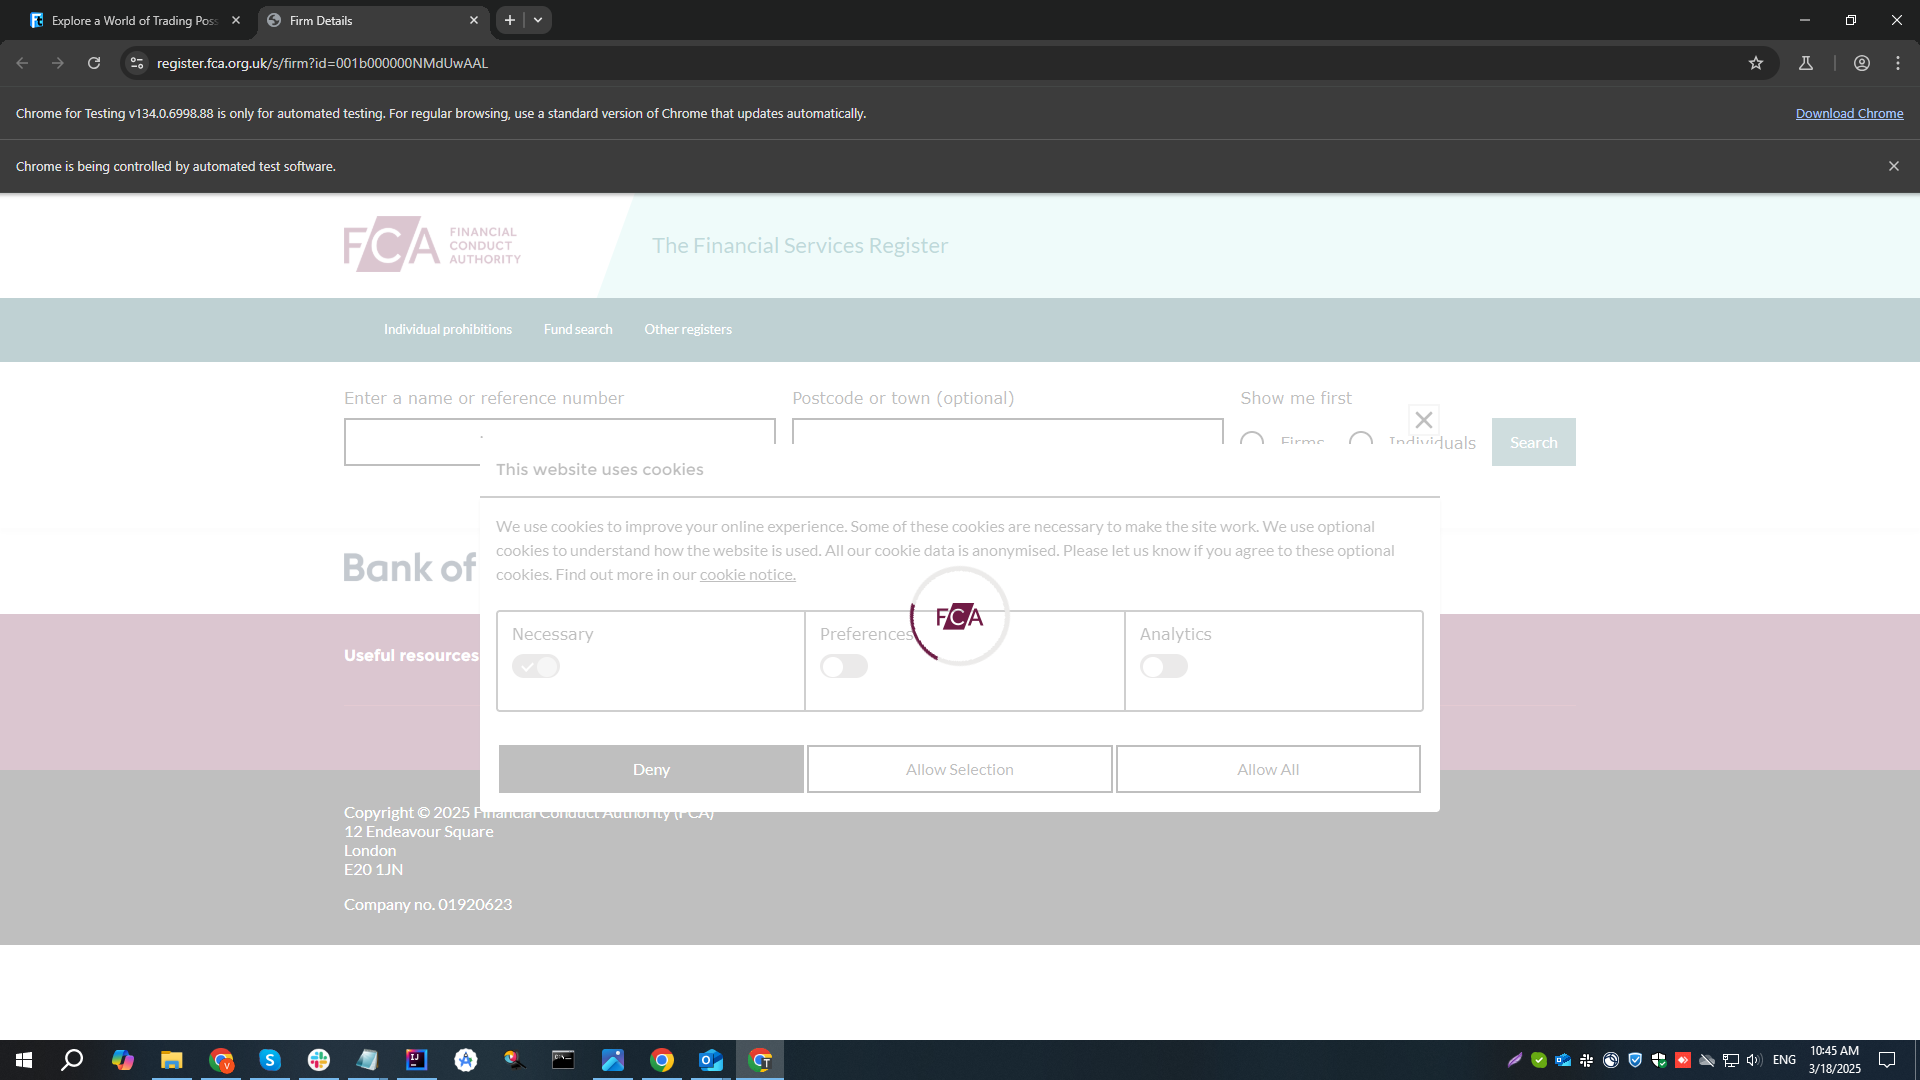 Explore a World of Trading Poss
Firm Details
register.fca.org.uk/s/firm?id=001b000000NMdUwAAL
Chrome for Testing v134.0.6998.88 is only for automated testing. For regular browsing, use a standard version of Chrome that updates automatically.
Download Chrome
Chrome is being controlled by automated test software.
FCA FINANCIAL
CONDUCT
AUTHORITY
The Financial Services Register
Individual prohibitions
Fund search
Other registers
Enter a name or reference number
Postcode or town (optional)
Show me first
Firms
Individuals
Search
This website uses cookies
We use cookies to improve your online experience. Some of these cookies are necessary to make the site work. We use optional
cookies to understand how the website is used. All our cookie data is anonymised. Please let us know if you agree to these optional
cookies. Find out more in our cookie notice.
Bank of
FCA
Necessary
Preferences
Analytics
Useful resources
Deny
Allow Selection
Allow All
Copyright © 2025 Financial Conduct Authority (FCA)
12 Endeavour Square
London
E20 1JN
Company no. 01920623
ENG
10:45 AM
3/18/2025